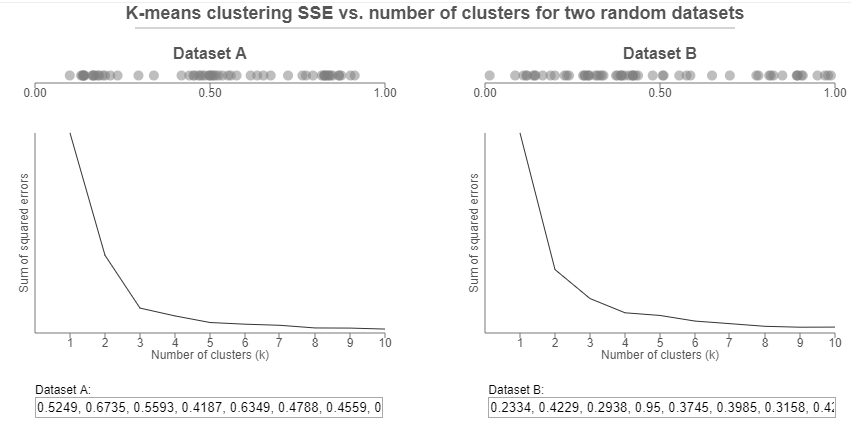 K-means clustering SSE vs. number of clusters for two random datasets
Dataset A
0.00 0.50 1.00
Sum of squared errors
1 2 3 4 5 6 7 8 9 10
Number of clusters (k)
Dataset A:
0.5249, 0.6735, 0.5593, 0.4187, 0.6349, 0.4788, 0.4559, 0
Dataset B
0.00 0.50 1.00
Sum of squared errors
1 2 3 4 5 6 7 8 9 10
Number of clusters (k)
Dataset B:
0.2334, 0.4229, 0.2938, 0.95, 0.3745, 0.3985, 0.3158, 0.42